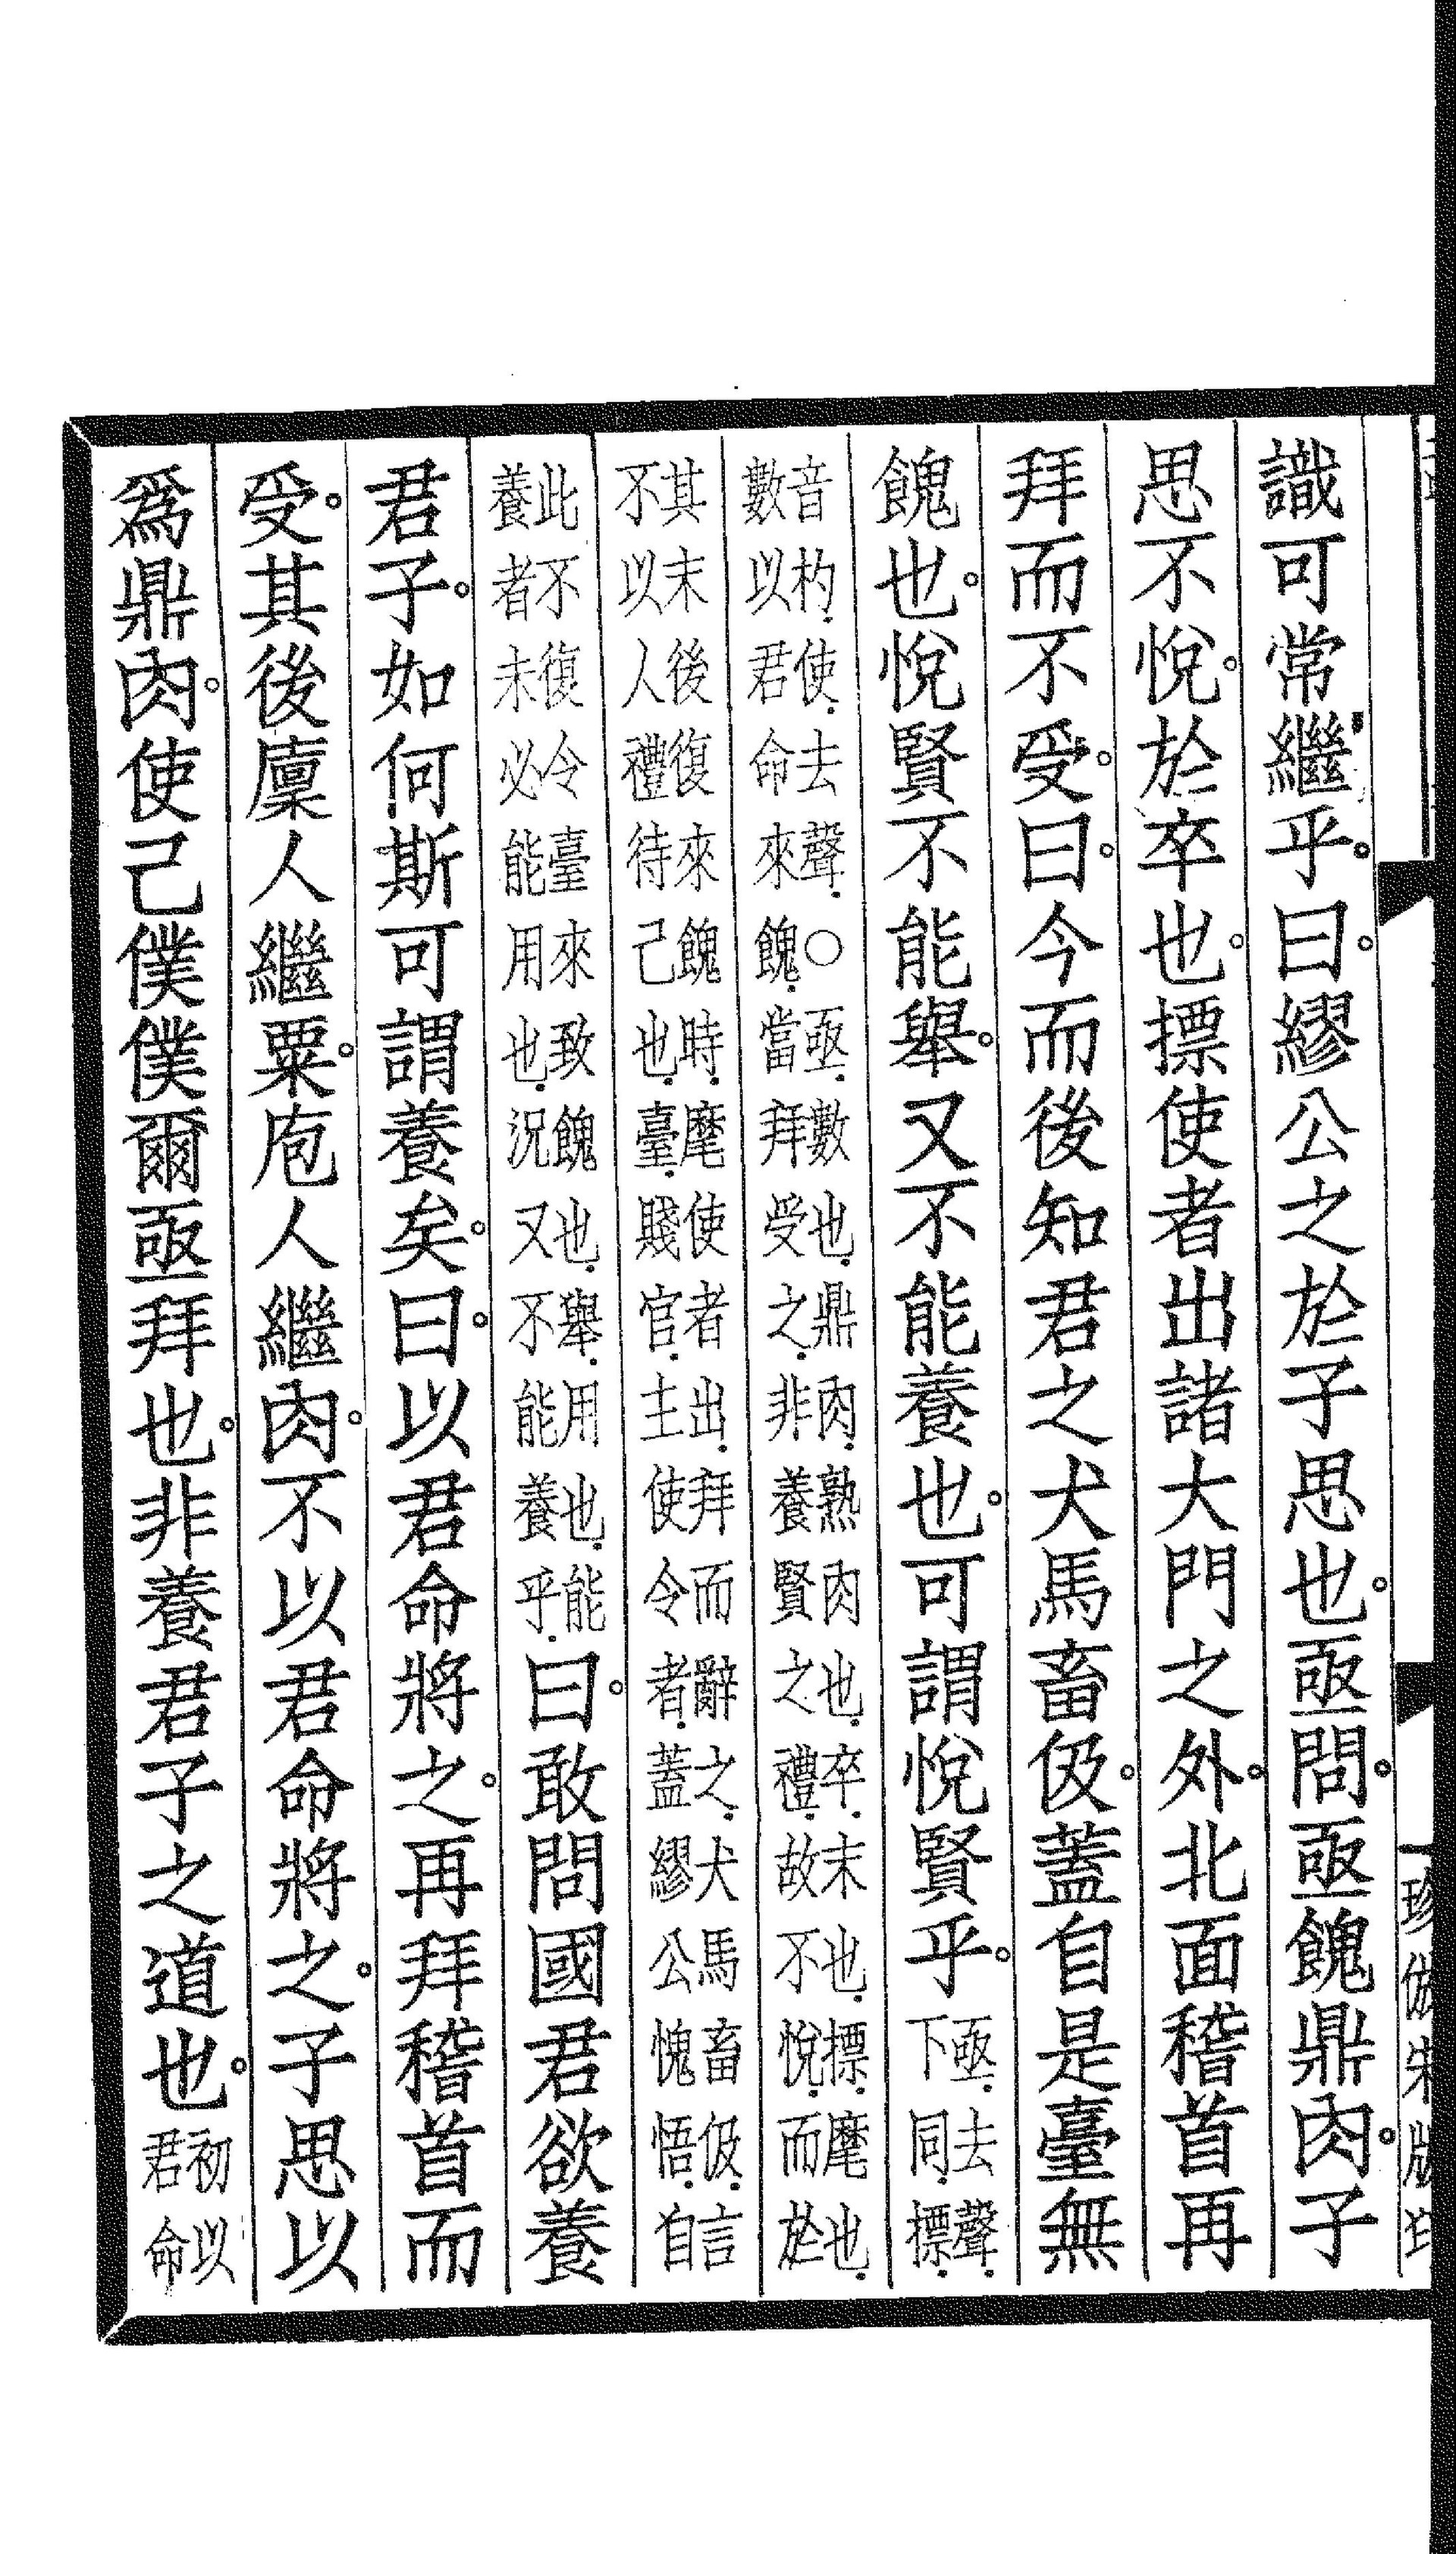 識可常繼乎。曰。繆公之於子思也。亟問。亟餽鼎肉。子
思不悅。於卒也。摽使者出諸大門之外。北面稽首再
拜而不受。曰。今而後知君之犬馬畜伋。蓋自是臺無
餽也。悅賢不能舉。又不能養也。可謂悅賢乎。
亟.去聲.
下同.摽.
音杓.使.去聲.○亟.數也.鼎肉.熟肉也.卒.末也.摽.麾也.
數以君命來餽.當拜受之.非養賢之禮.故不悅.而於
其末後復來餽時.麾使者出.拜而辭之.犬馬畜伋.言
不以人禮待己也.臺.賤官.主使令者.蓋繆公愧悟.自
此不復令臺來致餽也.舉.用也.能
養者未必能用也.況又不能養乎.
曰。敢問國君欲養
君子。如何斯可謂養矣。曰。以君命將之。再拜稽首而
受。其後廩人繼粟。庖人繼肉。不以君命將之。子思以
爲鼎肉。使己僕僕爾亟拜也。非養君子之道也。
初以
君命
珍倣宋版印